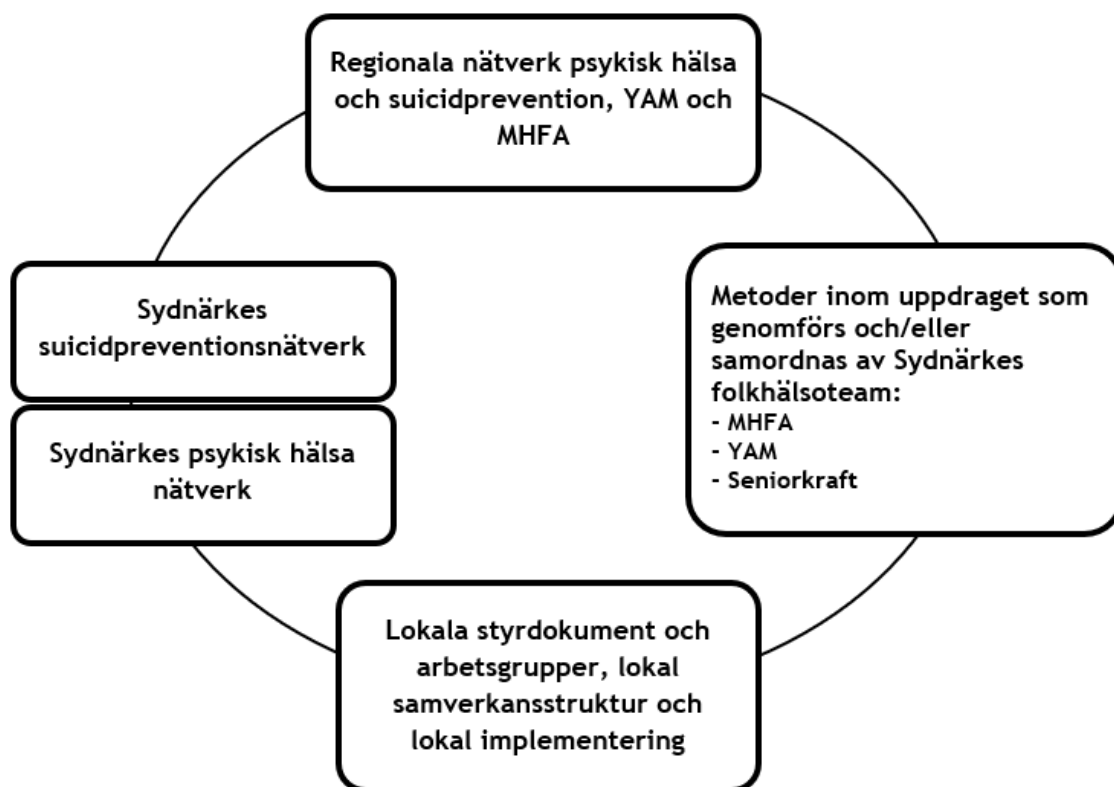 Regionala nätverk psykisk hälsa
och suicidprevention, YAM och
MHFA
Sydnärkes
suicidpreventionsnätverk
Sydnärkes psykisk hälsa
nätverk
Metoder inom uppdraget som
genomförs och/eller
samordnas av Sydnärkes
folkhälsoteam:
- MHFA
- YAM
- Seniorkraft
Lokala styrdokument och
arbetsgrupper, lokal
samverkansstruktur och
lokal implementering